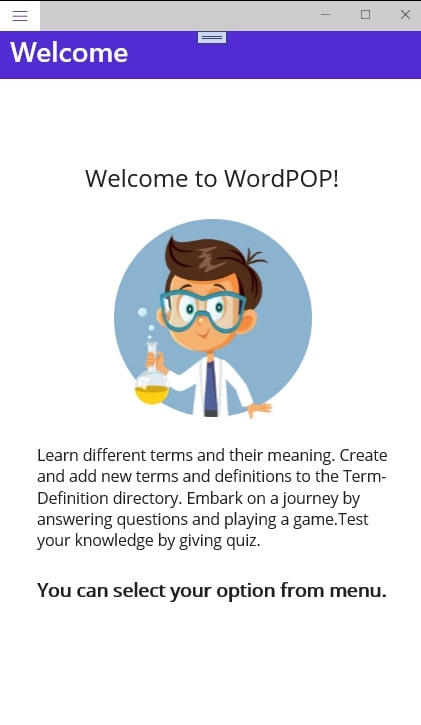 Welcome
Welcome to WordPOP!
Learn different terms and their meaning. Create
and add new terms and definitions to the Term-
Definition directory. Embark on a journey by
answering questions and playing a game.Test
your knowledge by giving quiz.
You can select your option from menu.